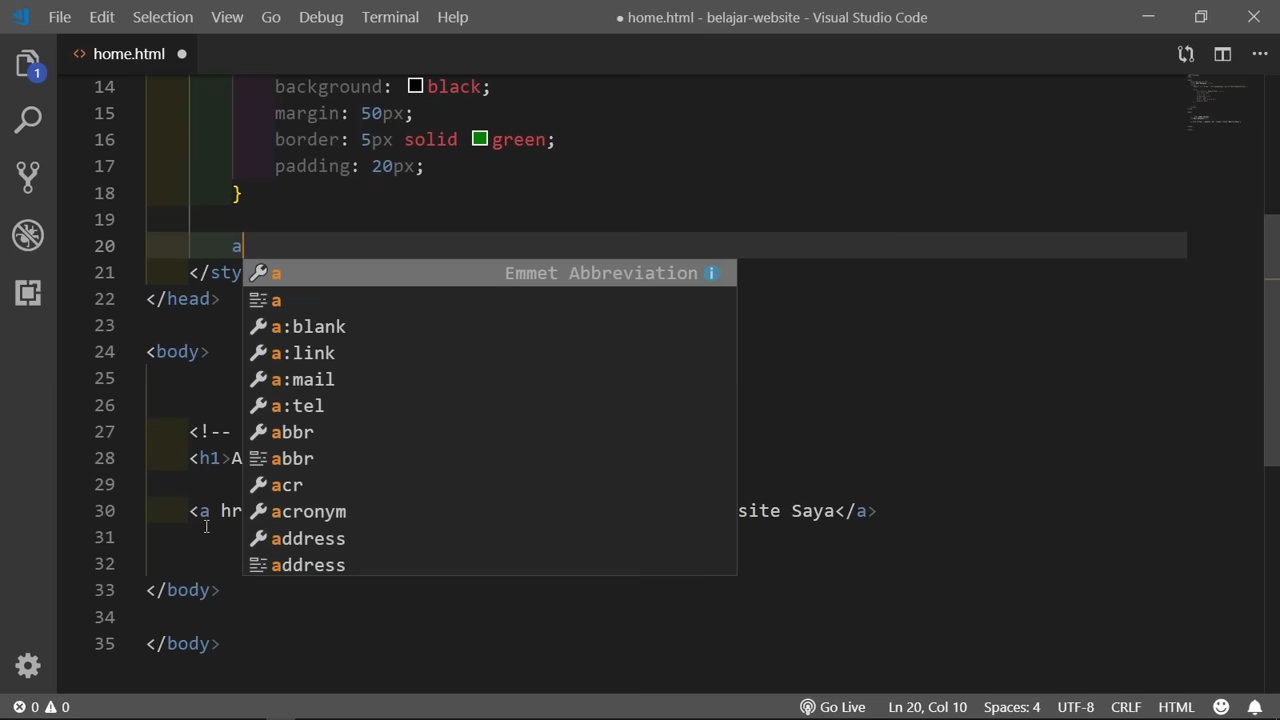 File Edit Selection View Go Debug Terminal Help ● home.html - belajar-website - Visual Studio Code
<> home.html ●
1
14 background: black;
15 margin: 50px;
16 border: 5px solid green;
17 padding: 20px;
18 }
19
20 a
21 </sty
a Emmet Abbreviation i
22 </head>
a
23
a:blank
24 <body>
a:link
25
a:mail
26
a:tel
27 <!--
abbr
28 <h1>A
abbr
29
acr
30 <a hr site Saya</a>
acronym
31
address
32
address
33 </body>
34
35 </body>
0 0 Go Live Ln 20, Col 10 Spaces: 4 UTF-8 CRLF HTML